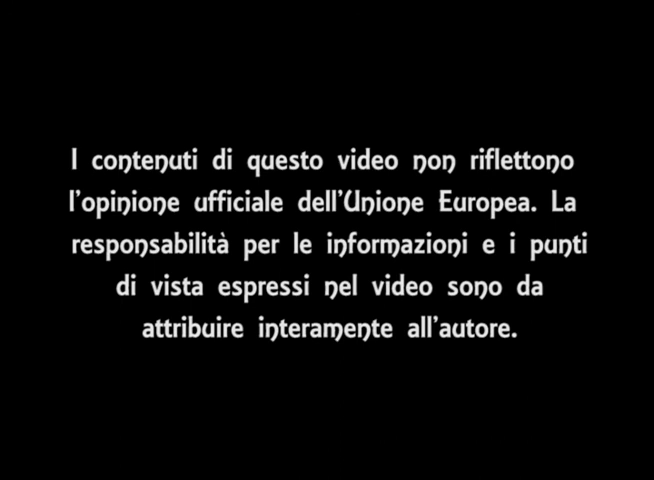 I contenuti di questo video non riflettono
l'opinione ufficiale dell'Unione Europea. La
responsabilità per le informazioni e i punti
di vista espressi nel video sono da
attribuire interamente all'autore.